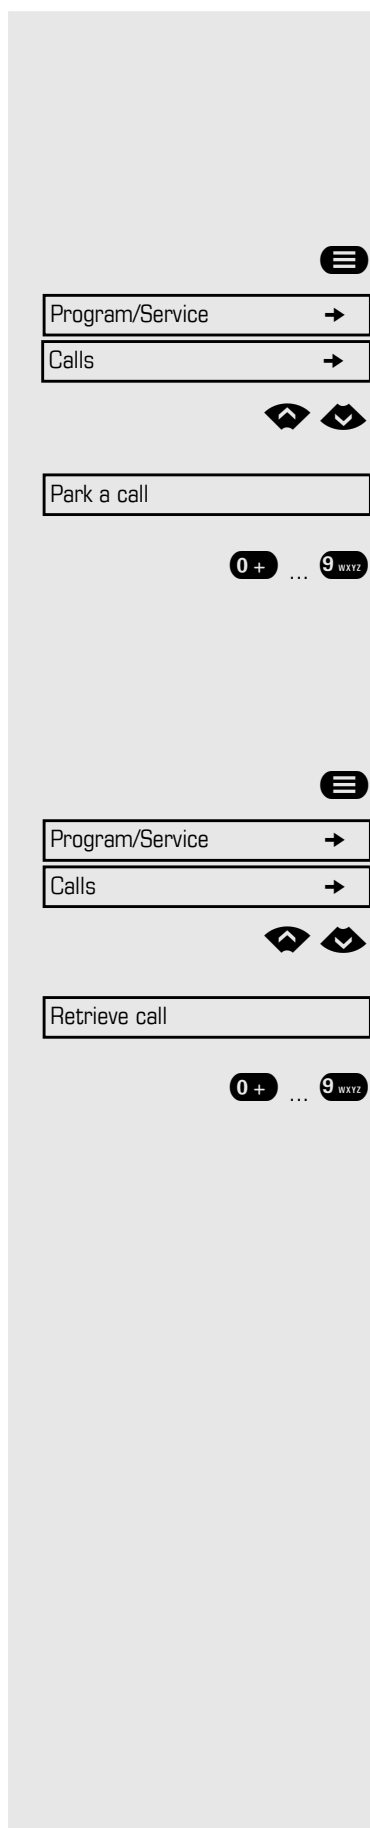 Program/Service
Calls
Park a call
0 + ... 9 WXYZ
Program/Service
Calls
Retrieve call
0 + ... 9 WXYZ